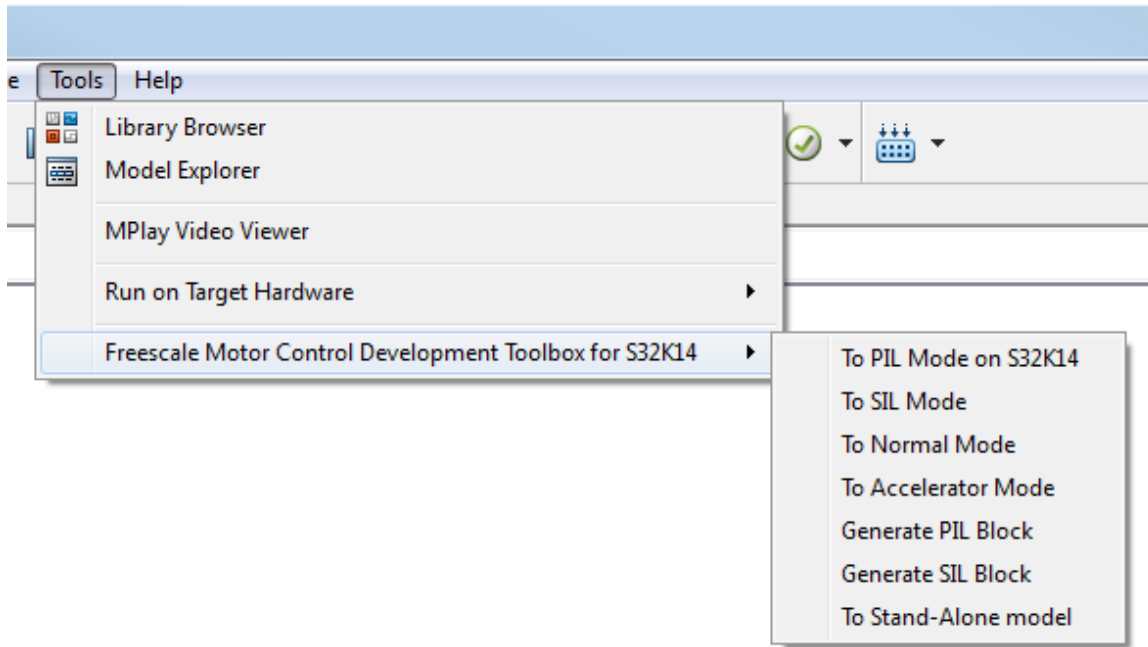 e Tools Help
Library Browser
Model Explorer
MPlay Video Viewer
Run on Target Hardware
Freescale Motor Control Development Toolbox for S32K14
To PIL Mode on S32K14
To SIL Mode
To Normal Mode
To Accelerator Mode
Generate PIL Block
Generate SIL Block
To Stand-Alone model